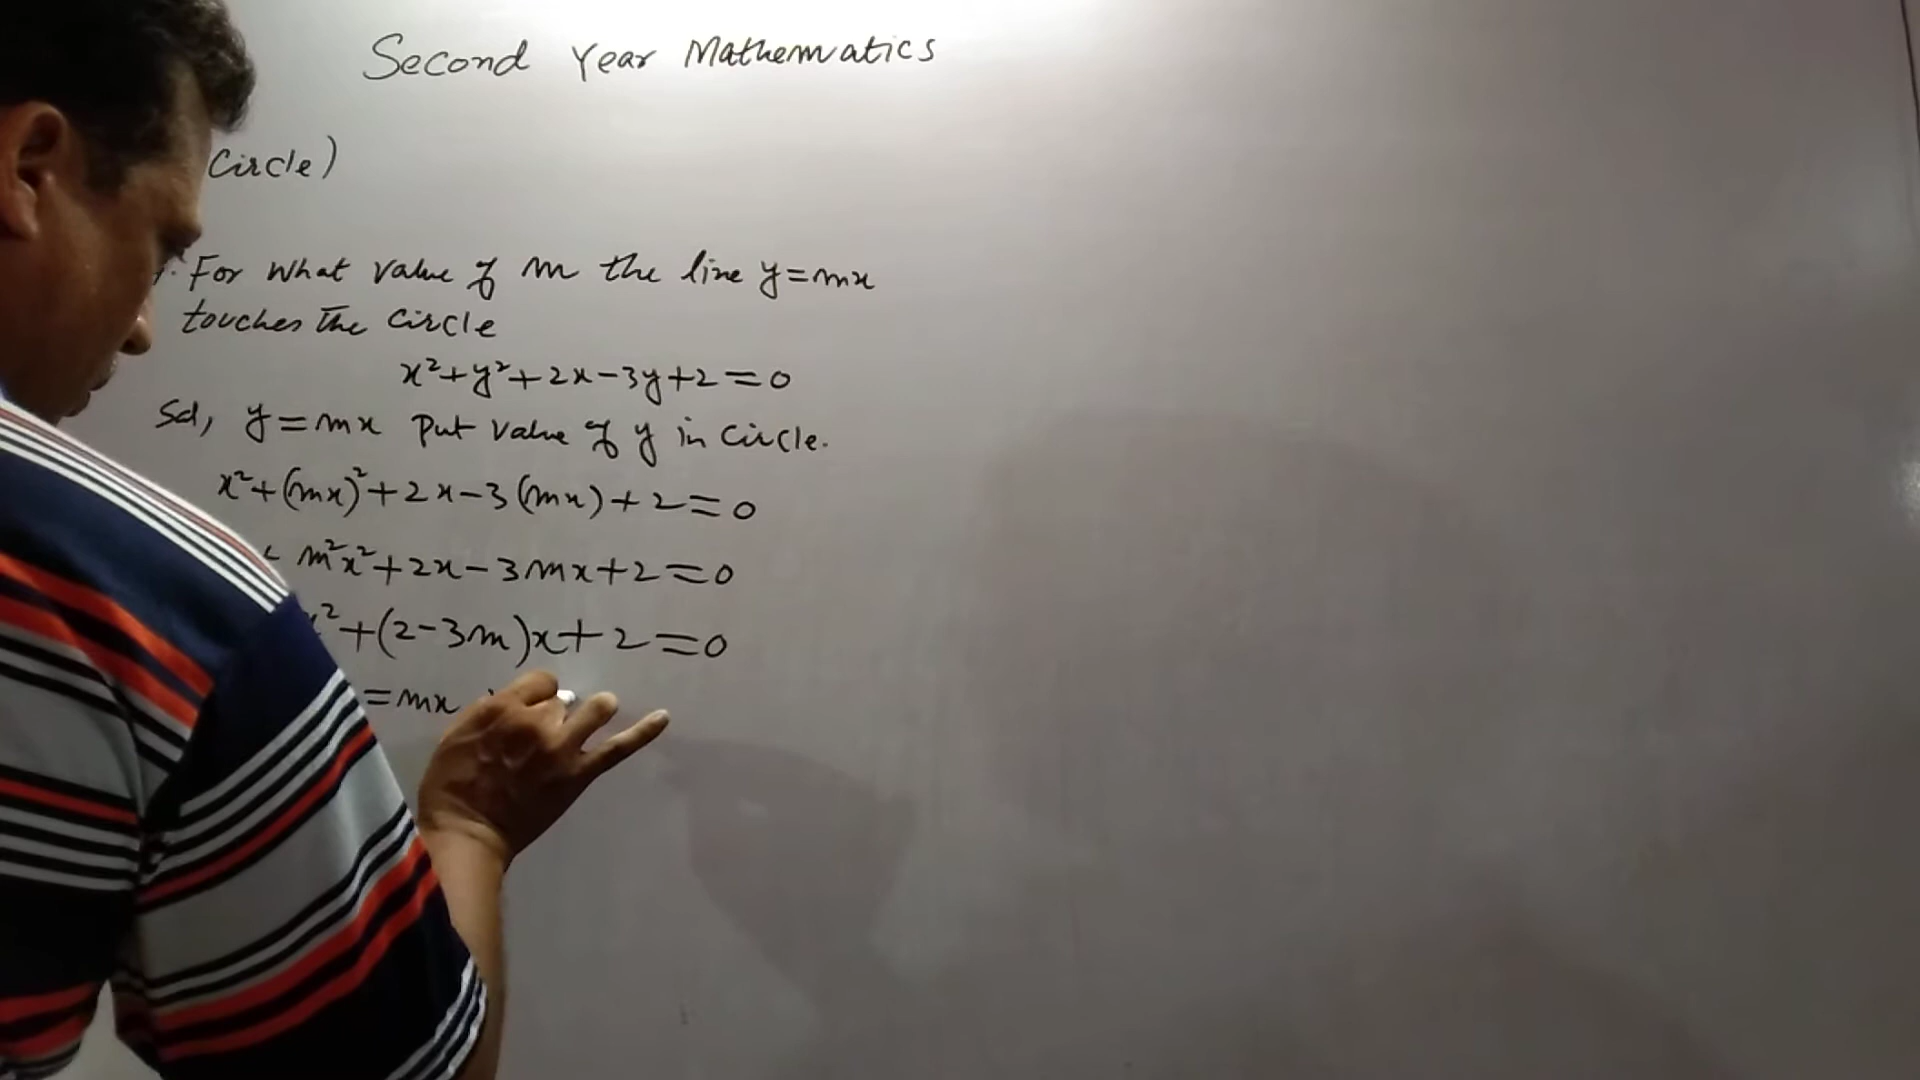 Second Year Mathematics
Circle)
For what value of m the line y=mx
touches the circle
x²+y²+2x-3y+2=0
Sol, y=mx Put value of y in circle.
x²+(mx)²+2x-3(mx)+2=0
m²x²+2x-3mx+2=0
x²+(2-3m)x+2=0
=mx